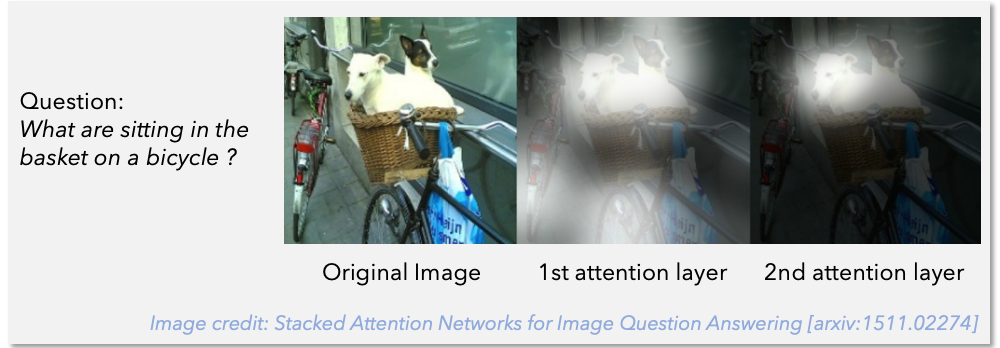 Question:
What are sitting in the
basket on a bicycle ?
Original Image
1st attention layer
2nd attention layer
Image credit: Stacked Attention Networks for Image Question Answering [arxiv:1511.02274]